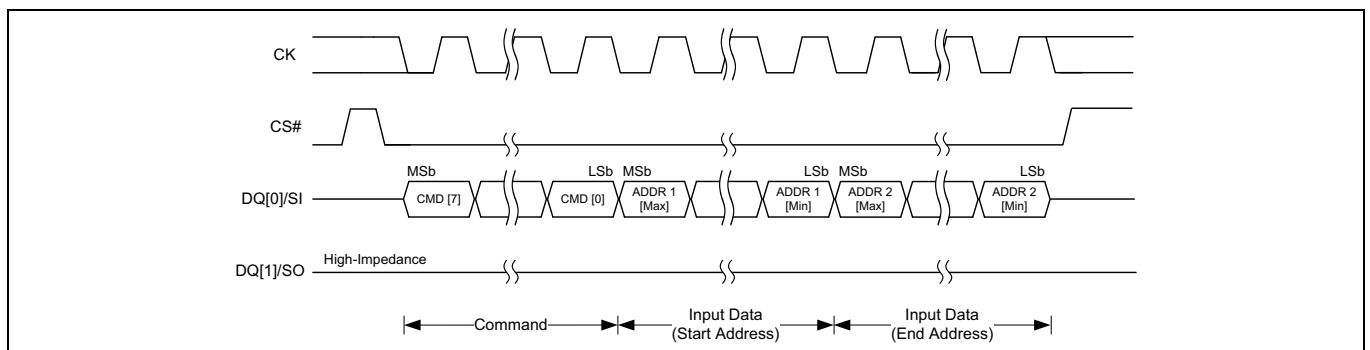 CK
CS#
MSb LSb MSb LSb MSb LSb
DQ[0]/SI CMD [7] CMD [0] ADDR 1 [Max] ADDR 1 [Min] ADDR 2 [Max] ADDR 2 [Min]
High-Impedance
DQ[1]/SO
Command
Input Data
(Start Address)
Input Data
(End Address)